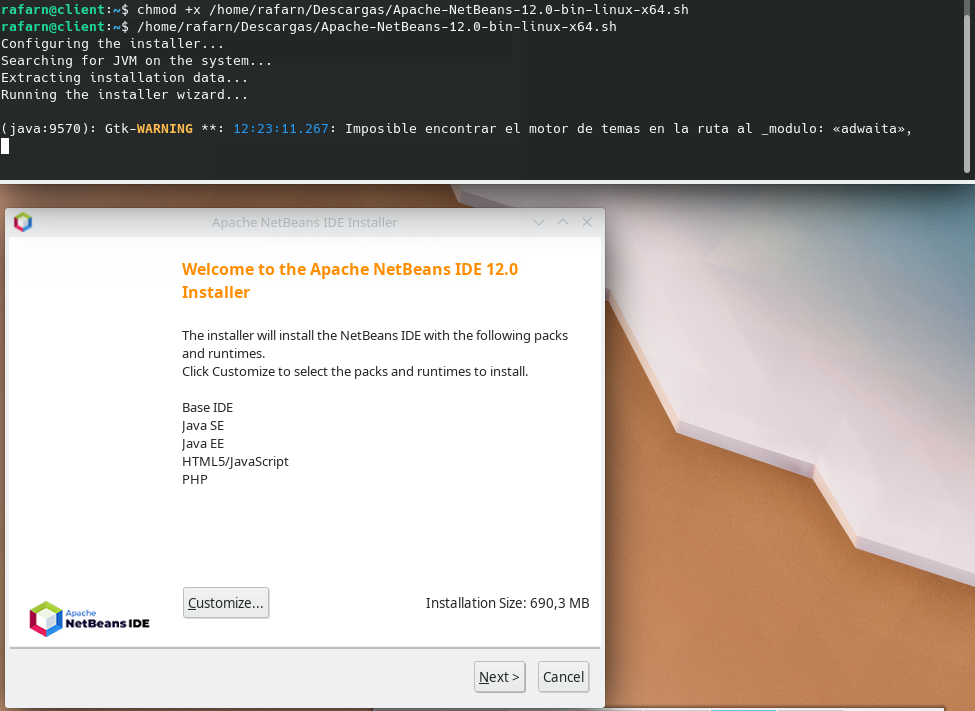 rafarn@client:~$ chmod +x /home/rafarn/Descargas/Apache-NetBeans-12.0-bin-linux-x64.sh
rafarn@client:~$ /home/rafarn/Descargas/Apache-NetBeans-12.0-bin-linux-x64.sh
Configuring the installer...
Searching for JVM on the system...
Extracting installation data...
Running the installer wizard...
(java:9570): Gtk-WARNING **: 12:23:11.267: Imposible encontrar el motor de temas en la ruta al _modulo: «adwaita»,
Apache NetBeans IDE Installer
Welcome to the Apache NetBeans IDE 12.0
Installer
The installer will install the NetBeans IDE with the following packs
and runtimes.
Click Customize to select the packs and runtimes to install.
Base IDE
Java SE
Java EE
HTML5/JavaScript
PHP
Customize...
Installation Size: 690,3 MB
Apache
NetBeans IDE
Next >
Cancel